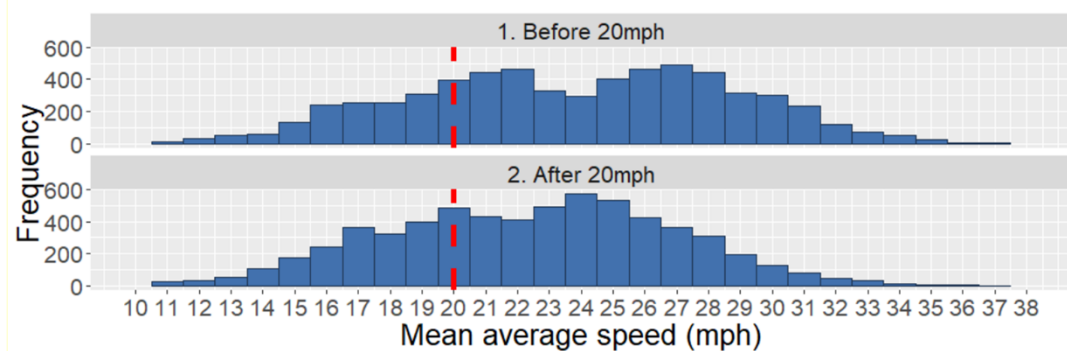 1. Before 20mph
600
400
200
0
2. After 20mph
600
400
200
0
Frequency
10 11 12 13 14 15 16 17 18 19 20 21 22 23 24 25 26 27 28 29 30 31 32 33 34 35 36 37 38
Mean average speed (mph)